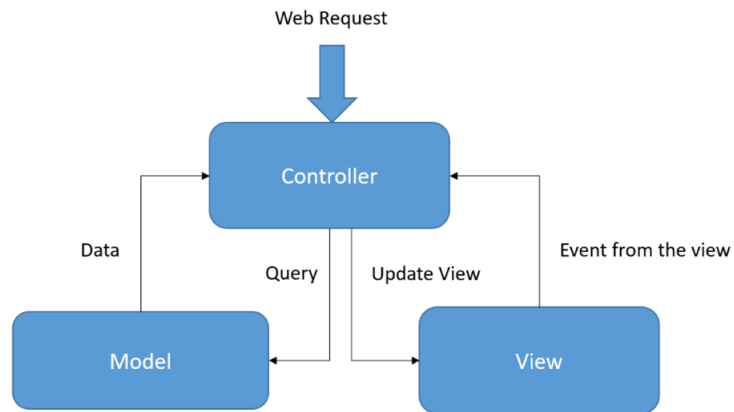 Web Request
Controller
Data
Query
Update View
Event from the view
Model
View